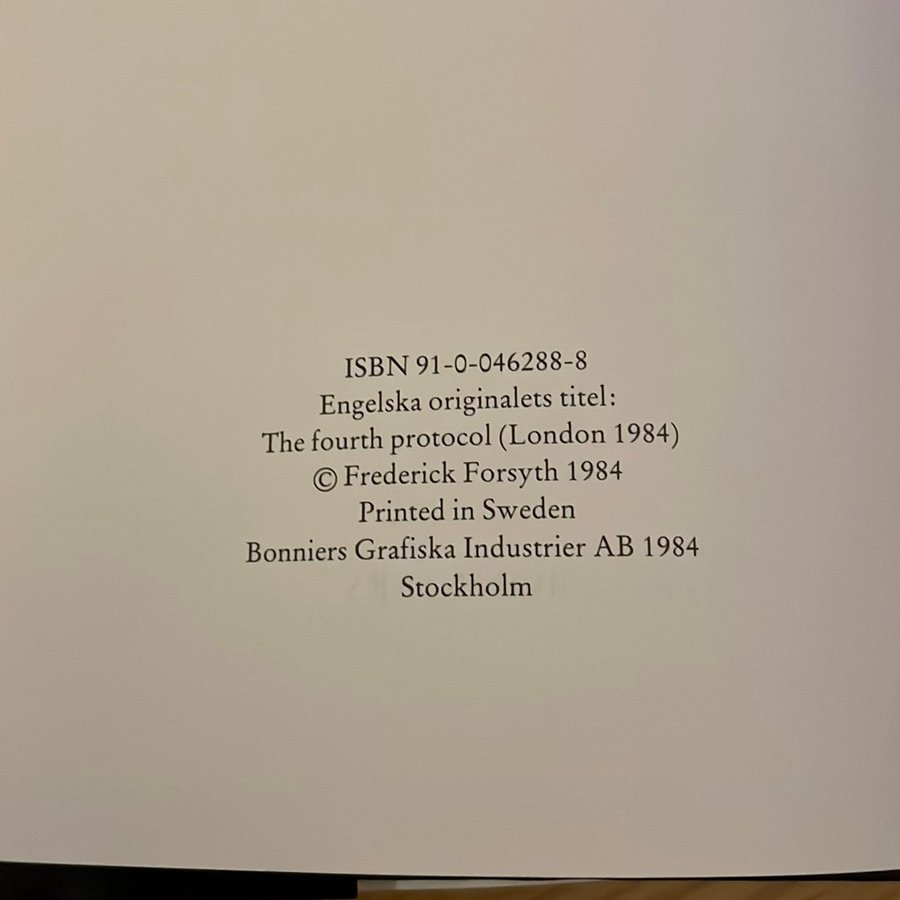 ISBN 91-0-046288-8
Engelska originalets titel:
The fourth protocol (London 1984)
© Frederick Forsyth 1984
Printed in Sweden
Bonniers Grafiska Industrier AB 1984
Stockholm